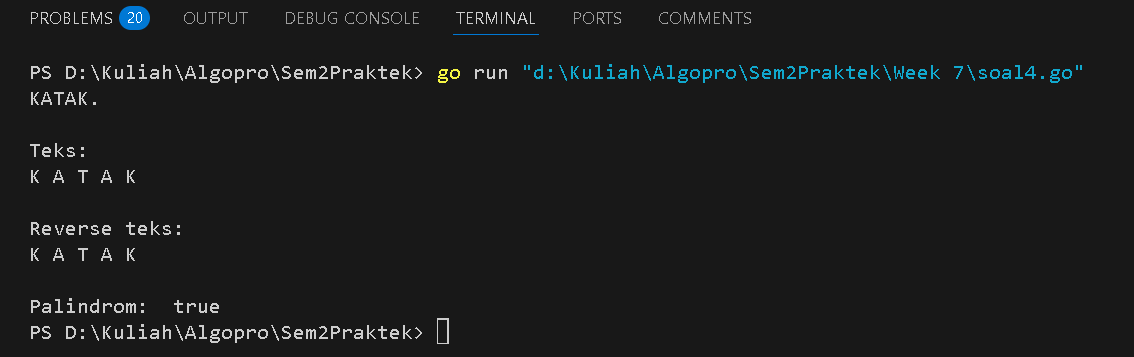 PROBLEMS 20 OUTPUT DEBUG CONSOLE TERMINAL PORTS COMMENTS
PS D:\Kuliah\Algopro\Sem2Praktek> go run "d:\Kuliah\Algopro\Sem2Praktek\Week 7\soal4.go"
KATAK.
Teks:
K A T A K
Reverse teks:
K A T A K
Palindrom:  true
PS D:\Kuliah\Algopro\Sem2Praktek>